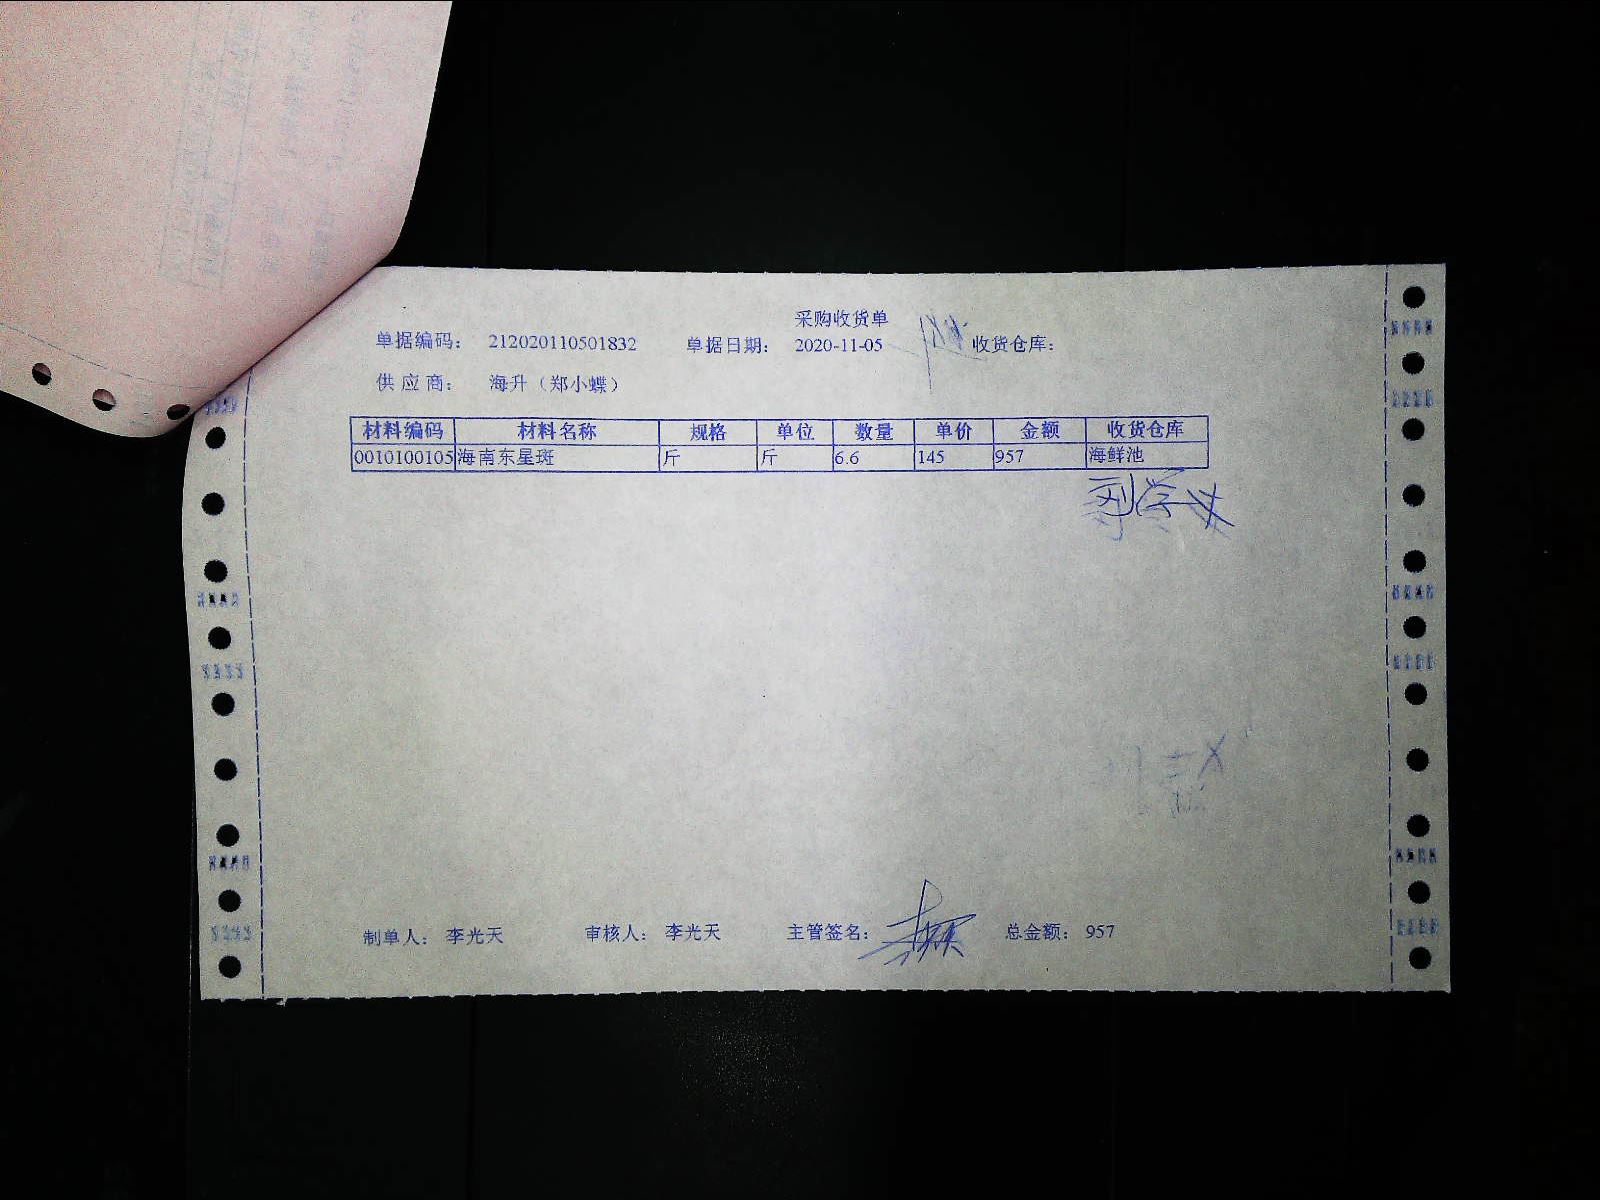 采购收货单
单据编码： 212020110501832 单据日期： 2020-11-05 收货仓库：
供 应 商： 海升（郑小蝶）
材料编码 材料名称 规格 单位 数量 单价 金额 收货仓库
0010100105 海南东星斑 斤 斤 6.6 145 957 海鲜池
制单人： 李光天 审核人： 李光天 主管签名： 总金额： 957